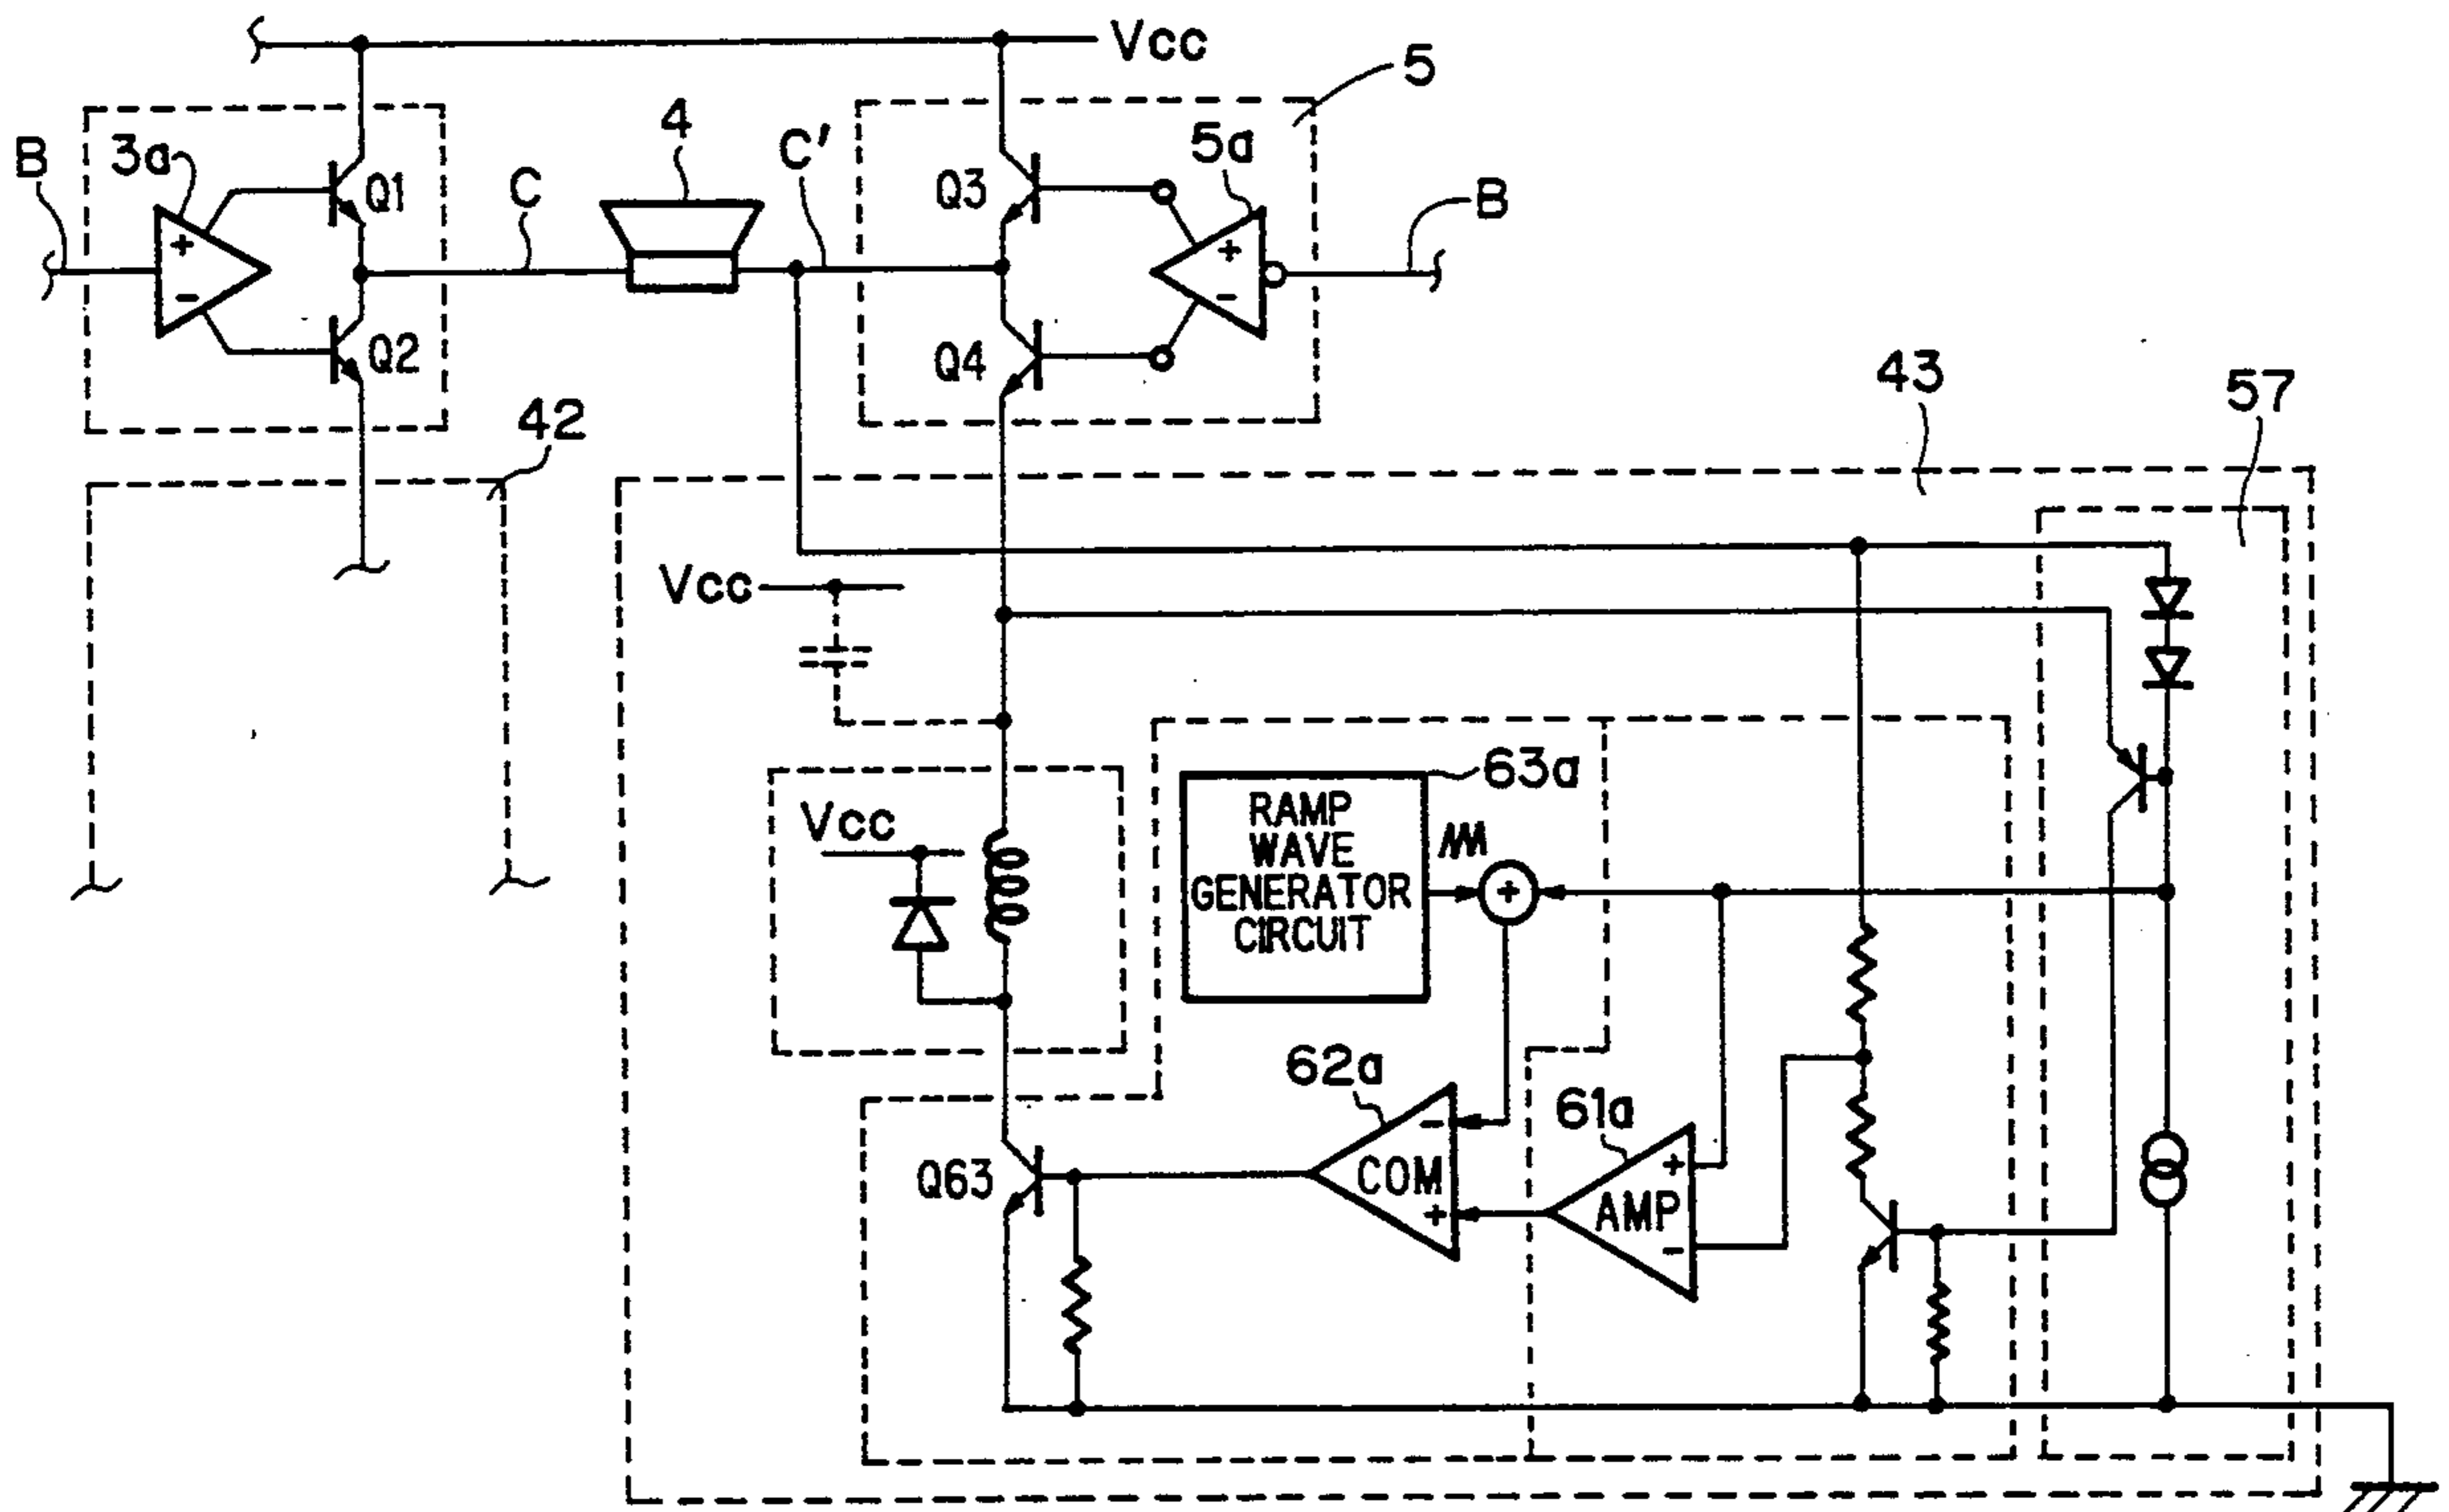 Vcc
5
B
3a
Q1
C
4
C'
Q3
5a
B
+
-
+
-
Q2
Q4
42
43
57
Vcc
63a
Vcc
RAMP
WAVE
GENERATOR
CIRCUIT
+
62a
61a
-
COM
+
+
AMP
-
Q63